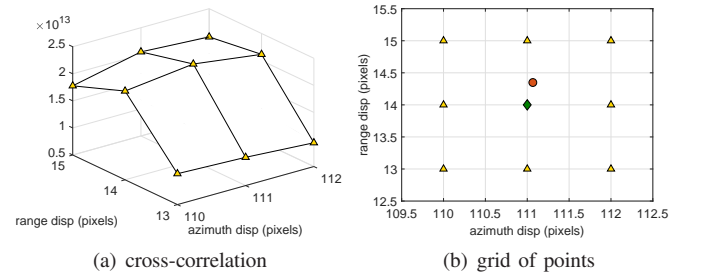 ×10^13
2.5
2
1.5
1
0.5
15
14
13
110
111
112
range disp (pixels)
azimuth disp (pixels)
(a) cross-correlation
15.5
15
14.5
14
13.5
13
12.5
109.5 110 110.5 111 111.5 112 112.5
range disp (pixels)
azimuth disp (pixels)
(b) grid of points